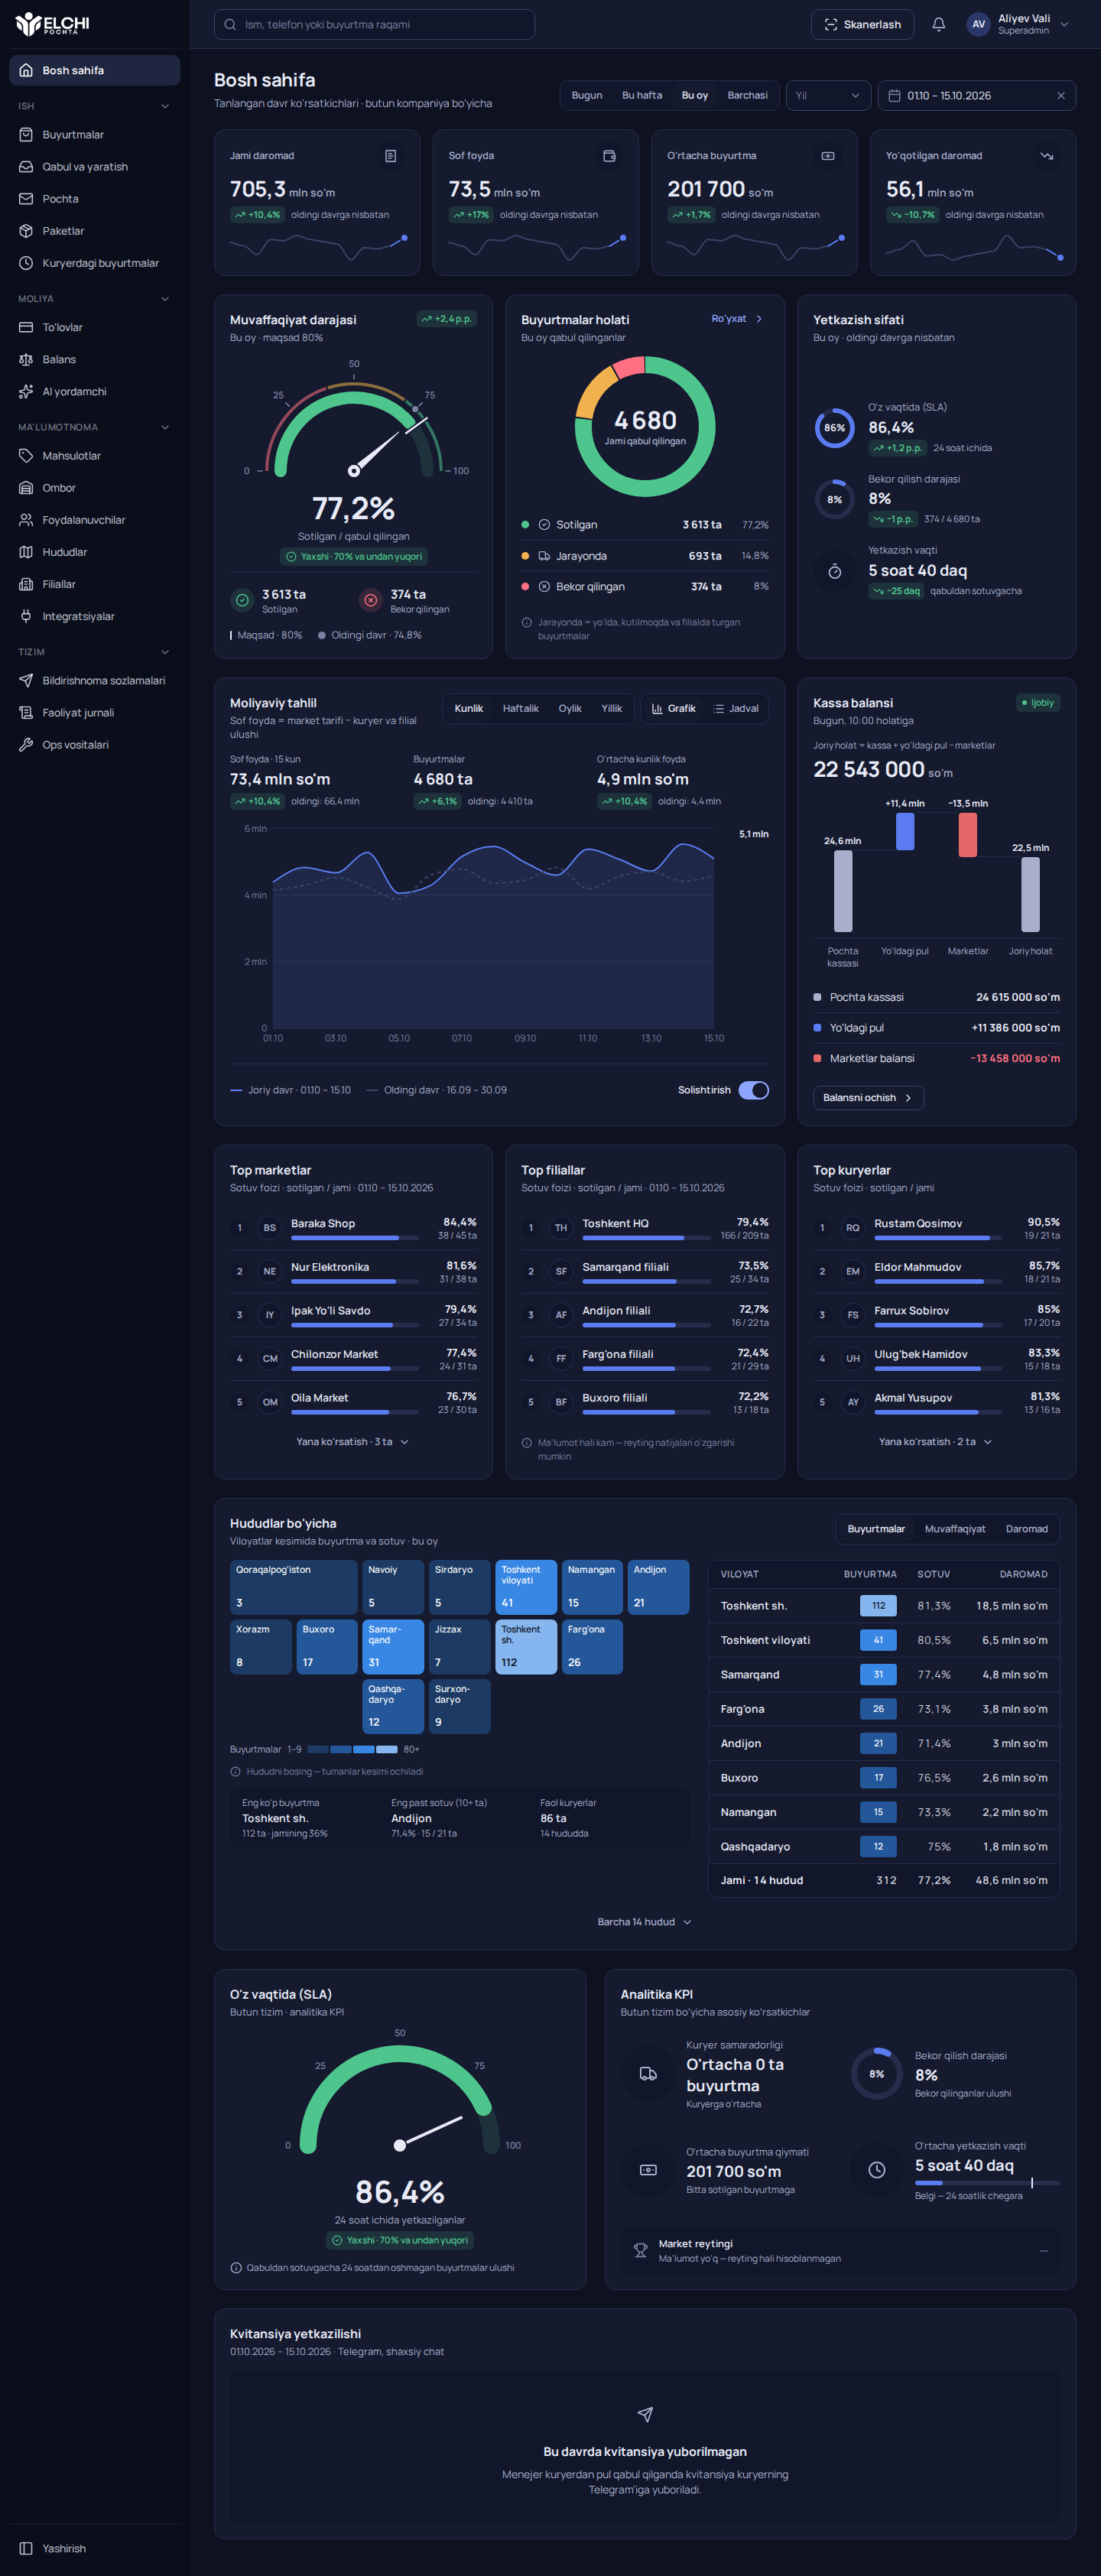 ELCHI
POCHTA
Ism, telefon yoki buyurtma raqami
Skanerlash
AV
Aliyev Vali
Superadmin
Bosh sahifa
ISH
Buyurtmalar
Qabul va yaratish
Pochta
Paketlar
Kuryerdagi buyurtmalar
MOLIYA
To'lovlar
Balans
AI yordamchi
MA'LUMOTNOMA
Mahsulotlar
Ombor
Foydalanuvchilar
Hududlar
Filiallar
Integratsiyalar
TIZIM
Bildirishnoma sozlamalari
Faoliyat jurnali
Ops vositalari
Yashirish
Bosh sahifa
Tanlangan davr ko'rsatkichlari · butun kompaniya bo'yicha
Bugun Bu hafta Bu oy Barchasi
Yil
01.10 – 15.10.2026
Jami daromad
705,3 mln so'm
+10,4% oldingi davrga nisbatan
Sof foyda
73,5 mln so'm
+17% oldingi davrga nisbatan
O'rtacha buyurtma
201 700 so'm
+1,7% oldingi davrga nisbatan
Yo'qotilgan daromad
56,1 mln so'm
−10,7% oldingi davrga nisbatan
Muvaffaqiyat darajasi
+2,4 p.p.
Bu oy · maqsad 80%
0
25
50
75
100
77,2%
Sotilgan / qabul qilingan
Yaxshi · 70% va undan yuqori
3 613 ta
Sotilgan
374 ta
Bekor qilingan
Maqsad · 80%
Oldingi davr · 74,8%
Buyurtmalar holati
Ro'yxat
Bu oy qabul qilinganlar
4 680
Jami qabul qilingan
Sotilgan 3 613 ta 77,2%
Jarayonda 693 ta 14,8%
Bekor qilingan 374 ta 8%
Jarayonda = yo'lda, kutilmoqda va filialda turgan
buyurtmalar
Yetkazish sifati
Bu oy · oldingi davrga nisbatan
86%
O'z vaqtida (SLA)
86,4%
+1,2 p.p. 24 soat ichida
8%
Bekor qilish darajasi
8%
−1 p.p. 374 / 4 680 ta
Yetkazish vaqti
5 soat 40 daq
−25 daq qabuldan sotuvgacha
Moliyaviy tahlil
Sof foyda = market tarifi − kuryer va filial
ulushi
Kunlik Haftalik Oylik Yillik
Grafik Jadval
Sof foyda · 15 kun
73,4 mln so'm
+10,4% oldingi: 66,4 mln
Buyurtmalar
4 680 ta
+6,1% oldingi: 4 410 ta
O'rtacha kunlik foyda
4,9 mln so'm
+10,4% oldingi: 4,4 mln
6 mln
4 mln
2 mln
0
5,1 mln
01.10 03.10 05.10 07.10 09.10 11.10 13.10 15.10
Joriy davr · 01.10 – 15.10
Oldingi davr · 16.09 – 30.09
Solishtirish
Kassa balansi
Ijobiy
Bugun, 10:00 holatiga
Joriy holat = kassa + yo'ldagi pul − marketlar
22 543 000 so'm
24,6 mln
+11,4 mln
−13,5 mln
22,5 mln
Pochta
kassasi
Yo'ldagi pul
Marketlar
Joriy holat
Pochta kassasi 24 615 000 so'm
Yo'ldagi pul +11 386 000 so'm
Marketlar balansi −13 458 000 so'm
Balansni ochish
Top marketlar
Sotuv foizi · sotilgan / jami · 01.10 – 15.10.2026
1 BS Baraka Shop 84,4%
38 / 45 ta
2 NE Nur Elektronika 81,6%
31 / 38 ta
3 IY Ipak Yo'li Savdo 79,4%
27 / 34 ta
4 CM Chilonzor Market 77,4%
24 / 31 ta
5 OM Oila Market 76,7%
23 / 30 ta
Yana ko'rsatish · 3 ta
Top filiallar
Sotuv foizi · sotilgan / jami · 01.10 – 15.10.2026
1 TH Toshkent HQ 79,4%
166 / 209 ta
2 SF Samarqand filiali 73,5%
25 / 34 ta
3 AF Andijon filiali 72,7%
16 / 22 ta
4 FF Farg'ona filiali 72,4%
21 / 29 ta
5 BF Buxoro filiali 72,2%
13 / 18 ta
Ma'lumot hali kam — reyting natijalari o'zgarishi
mumkin
Top kuryerlar
Sotuv foizi · sotilgan / jami
1 RQ Rustam Qosimov 90,5%
19 / 21 ta
2 EM Eldor Mahmudov 85,7%
18 / 21 ta
3 FS Farrux Sobirov 85%
17 / 20 ta
4 UH Ulug'bek Hamidov 83,3%
15 / 18 ta
5 AY Akmal Yusupov 81,3%
13 / 16 ta
Yana ko'rsatish · 2 ta
Hududlar bo'yicha
Viloyatlar kesimida buyurtma va sotuv · bu oy
Buyurtmalar Muvaffaqiyat Daromad
Qoraqalpog'iston
3
Navoiy
5
Sirdaryo
5
Toshkent
viloyati
41
Namangan
15
Andijon
21
Xorazm
8
Buxoro
17
Samar-
qand
31
Jizzax
7
Toshkent
sh.
112
Farg'ona
26
Qashqa-
daryo
12
Surxon-
daryo
9
Buyurtmalar 1–9 80+
Hududni bosing — tumanlar kesimi ochiladi
Eng ko'p buyurtma
Toshkent sh.
112 ta · jamining 36%
Eng past sotuv (10+ ta)
Andijon
71,4% · 15 / 21 ta
Faol kuryerlar
86 ta
14 hududda
VILOYAT BUYURTMA SOTUV DAROMAD
Toshkent sh. 112 81,3% 18,5 mln so'm
Toshkent viloyati 41 80,5% 6,5 mln so'm
Samarqand 31 77,4% 4,8 mln so'm
Farg'ona 26 73,1% 3,8 mln so'm
Andijon 21 71,4% 3 mln so'm
Buxoro 17 76,5% 2,6 mln so'm
Namangan 15 73,3% 2,2 mln so'm
Qashqadaryo 12 75% 1,8 mln so'm
Jami · 14 hudud 312 77,2% 48,6 mln so'm
Barcha 14 hudud
O'z vaqtida (SLA)
Butun tizim · analitika KPI
0
25
50
75
100
86,4%
24 soat ichida yetkazilganlar
Yaxshi · 70% va undan yuqori
Qabuldan sotuvgacha 24 soatdan oshmagan buyurtmalar ulushi
Analitika KPI
Butun tizim bo'yicha asosiy ko'rsatkichlar
Kuryer samaradorligi
O'rtacha 0 ta
buyurtma
Kuryerga o'rtacha
8%
Bekor qilish darajasi
8%
Bekor qilinganlar ulushi
O'rtacha buyurtma qiymati
201 700 so'm
Bitta sotilgan buyurtmaga
O'rtacha yetkazish vaqti
5 soat 40 daq
Belgi — 24 soatlik chegara
Market reytingi
Ma'lumot yo'q — reyting hali hisoblanmagan
—
Kvitansiya yetkazilishi
01.10.2026 – 15.10.2026 · Telegram, shaxsiy chat
Bu davrda kvitansiya yuborilmagan
Menejer kuryerdan pul qabul qilganda kvitansiya kuryerning
Telegram'iga yuboriladi.